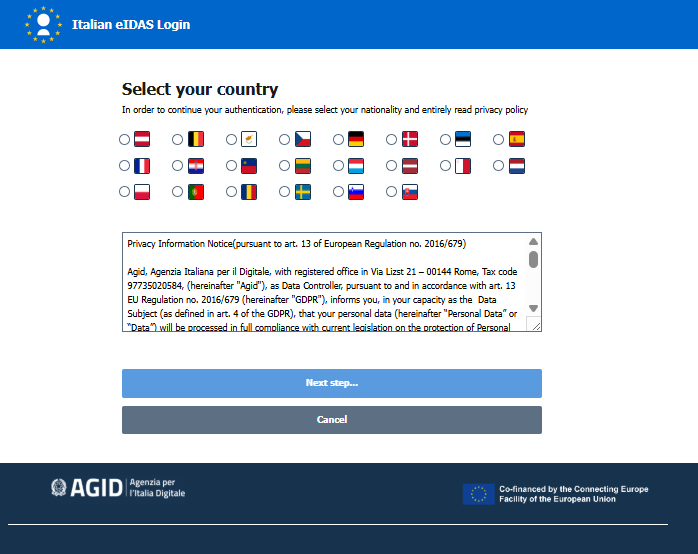 Italian eIDAS Login
Select your country
In order to continue your authentication, please select your nationality and entirely read privacy policy
Privacy Information Notice(pursuant to art. 13 of European Regulation no. 2016/679)
Agid, Agenzia Italiana per il Digitale, with registered office in Via Lizst 21 – 00144 Rome, Tax code
97735020584, (hereinafter "Agid"), as Data Controller, pursuant to and in accordance with art. 13
EU Regulation no. 2016/679 (hereinafter "GDPR"), informs you, in your capacity as the Data
Subject (as defined in art. 4 of the GDPR), that your personal data (hereinafter “Personal Data” or
“Data”) will be processed in full compliance with current legislation on the protection of Personal
Next step...
Cancel
AGID Agenzia per
l'Italia Digitale
Co-financed by the Connecting Europe
Facility of the European Union